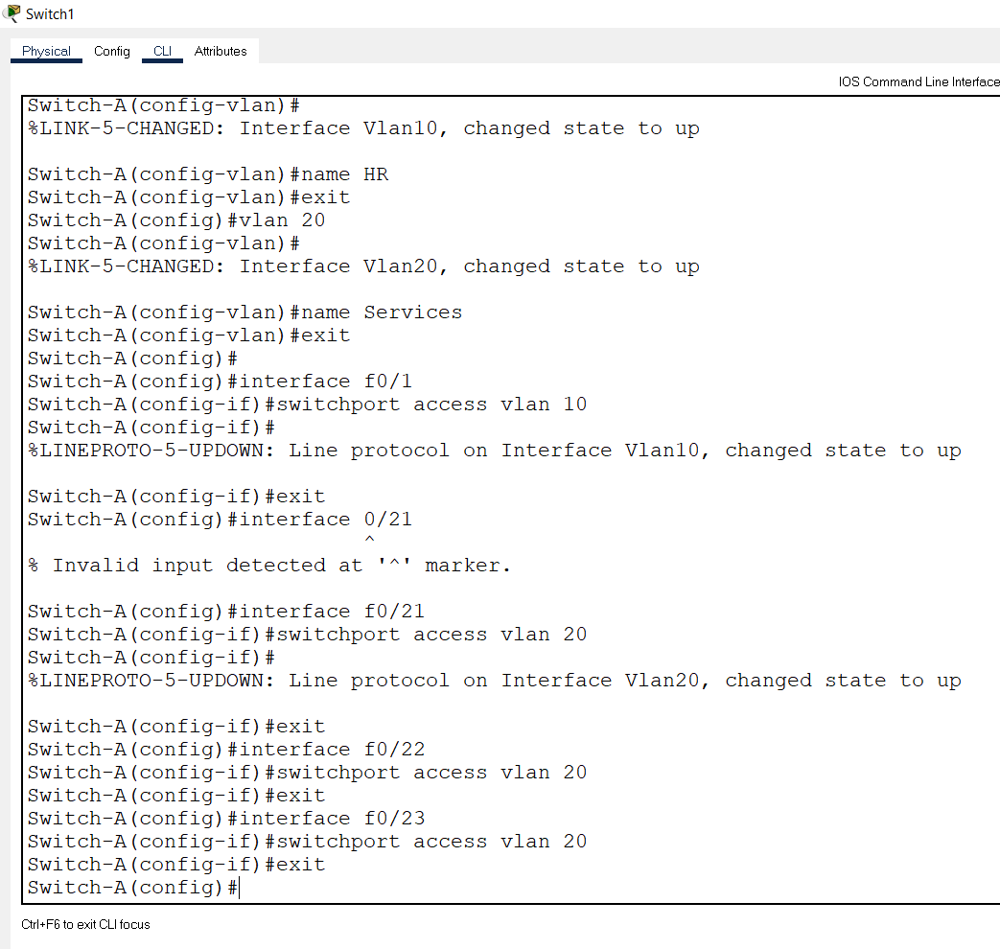 Switch1
Physical Config CLI Attributes
IOS Command Line Interface
Switch-A(config-vlan)#
%LINK-5-CHANGED: Interface Vlan10, changed state to up
Switch-A(config-vlan)#name HR
Switch-A(config-vlan)#exit
Switch-A(config)#vlan 20
Switch-A(config-vlan)#
%LINK-5-CHANGED: Interface Vlan20, changed state to up
Switch-A(config-vlan)#name Services
Switch-A(config-vlan)#exit
Switch-A(config)#
Switch-A(config)#interface f0/1
Switch-A(config-if)#switchport access vlan 10
Switch-A(config-if)#
%LINEPROTO-5-UPDOWN: Line protocol on Interface Vlan10, changed state to up
Switch-A(config-if)#exit
Switch-A(config)#interface 0/21
^
% Invalid input detected at '^' marker.
Switch-A(config)#interface f0/21
Switch-A(config-if)#switchport access vlan 20
Switch-A(config-if)#
%LINEPROTO-5-UPDOWN: Line protocol on Interface Vlan20, changed state to up
Switch-A(config-if)#exit
Switch-A(config)#interface f0/22
Switch-A(config-if)#switchport access vlan 20
Switch-A(config-if)#exit
Switch-A(config)#interface f0/23
Switch-A(config-if)#switchport access vlan 20
Switch-A(config-if)#exit
Switch-A(config)#
Ctrl+F6 to exit CLI focus